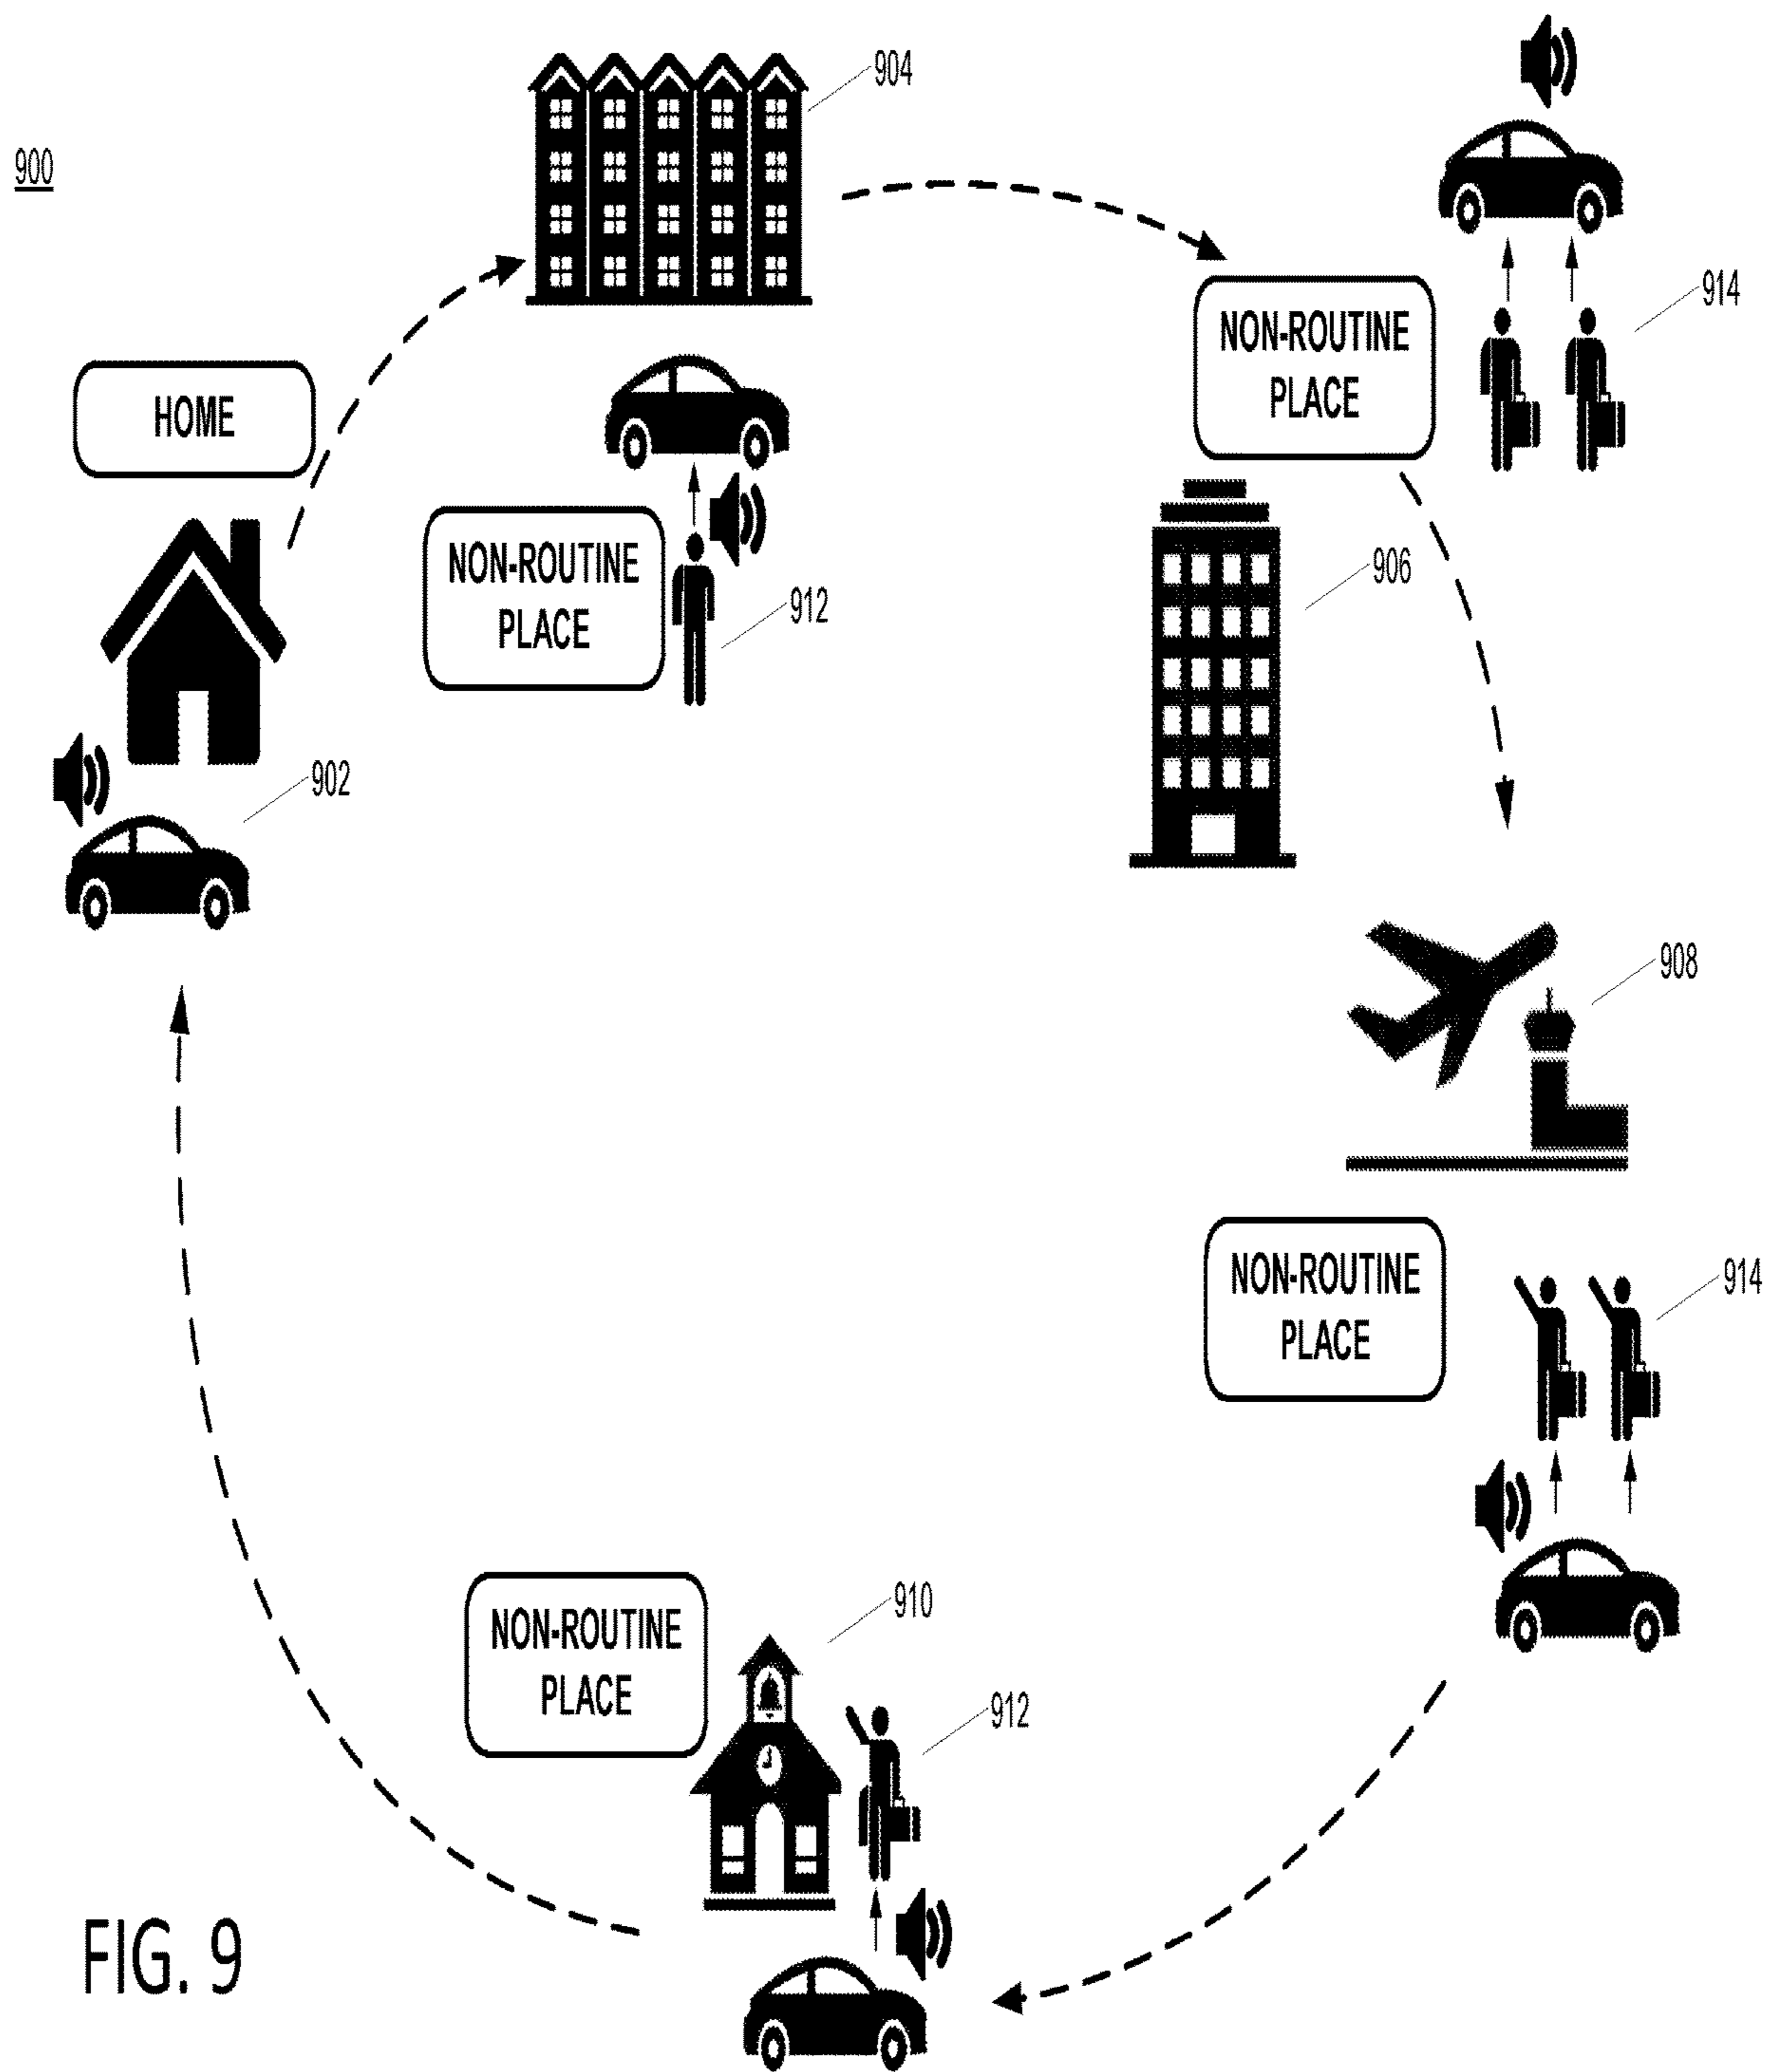 900
904
914
NON-ROUTINE
PLACE
HOME
NON-ROUTINE
PLACE
912
906
902
908
NON-ROUTINE
PLACE
914
NON-ROUTINE
PLACE
910
912
FIG. 9